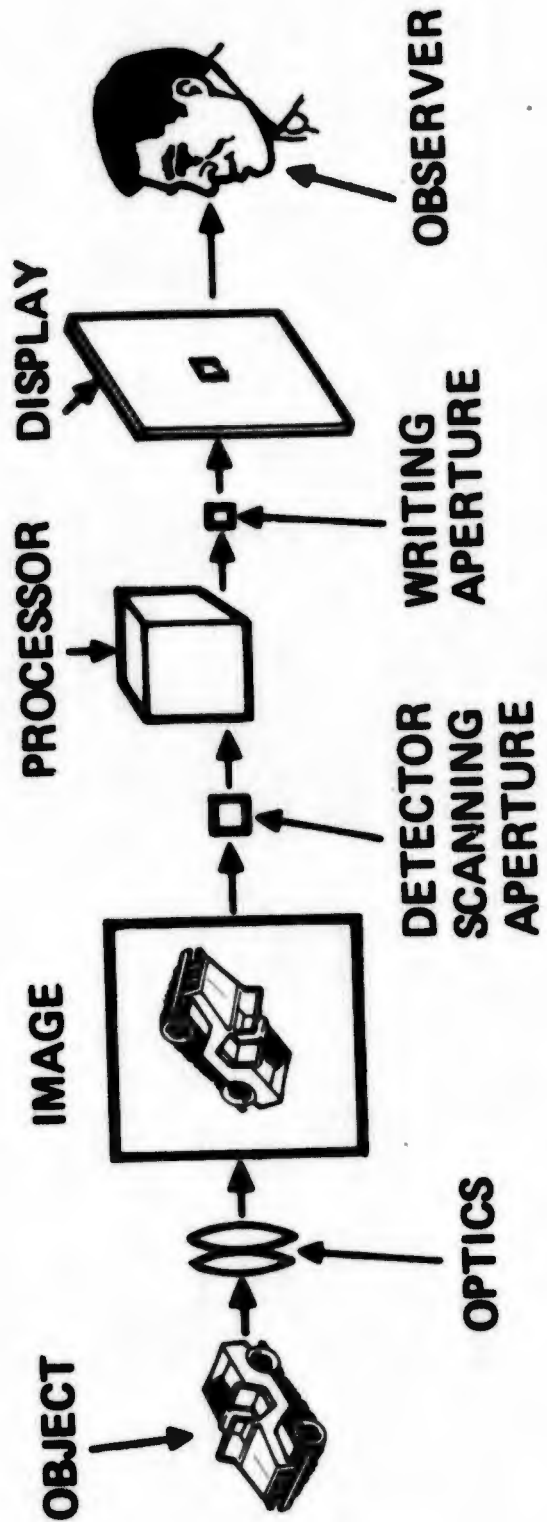 OBJECT
OPTICS
IMAGE
DETECTOR
SCANNING
APERTURE
PROCESSOR
WRITING
APERTURE
DISPLAY
OBSERVER